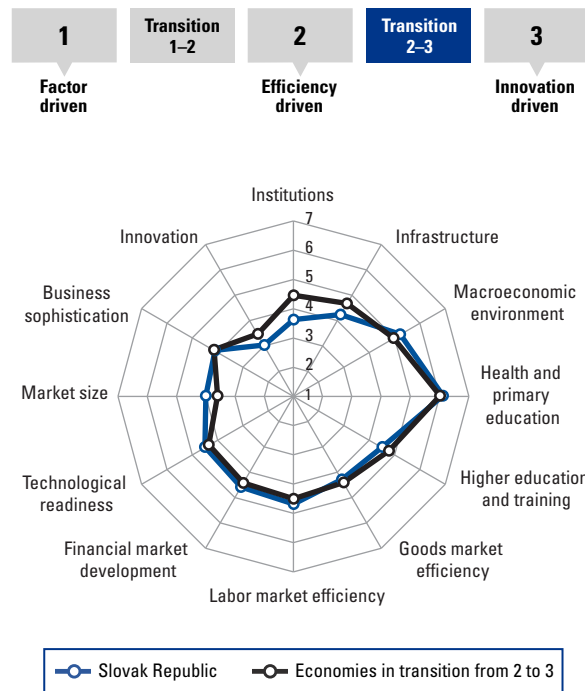 1
Transition
1–2
2
Transition
2–3
3
Factor
driven
Efficiency
driven
Innovation
driven
Institutions
7
6
5
4
3
2
1
Infrastructure
Macroeconomic
environment
Health and
primary
education
Higher education
and training
Goods market
efficiency
Labor market efficiency
Financial market
development
Technological
readiness
Market size
Business
sophistication
Innovation
Slovak Republic
Economies in transition from 2 to 3